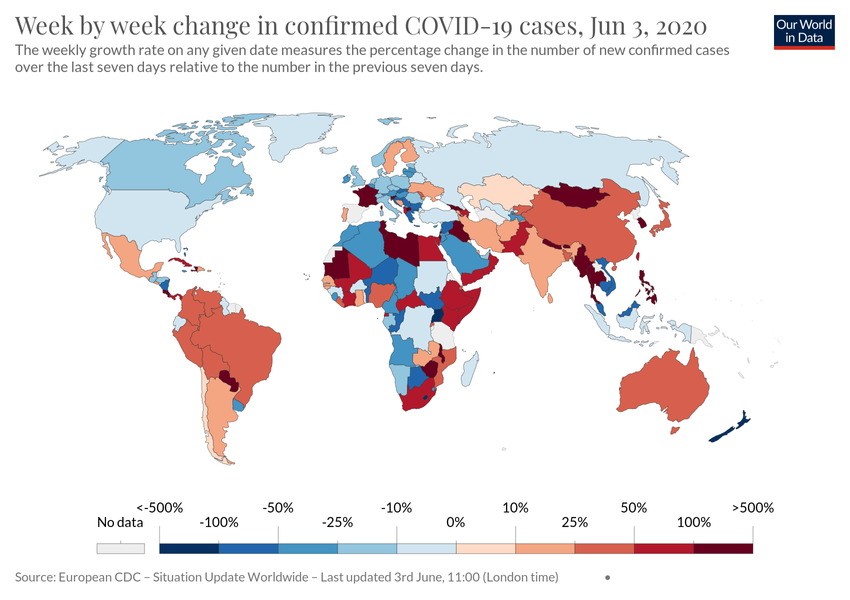 Week by week change in confirmed COVID-19 cases, Jun 3, 2020
Our World
in Data
The weekly growth rate on any given date measures the percentage change in the number of new confirmed cases
over the last seven days relative to the number in the previous seven days.
<-500% -50% -10% 10% 50% >500%
No data -100% -25% 0% 25% 100%
Source: European CDC – Situation Update Worldwide – Last updated 3rd June, 11:00 (London time) •